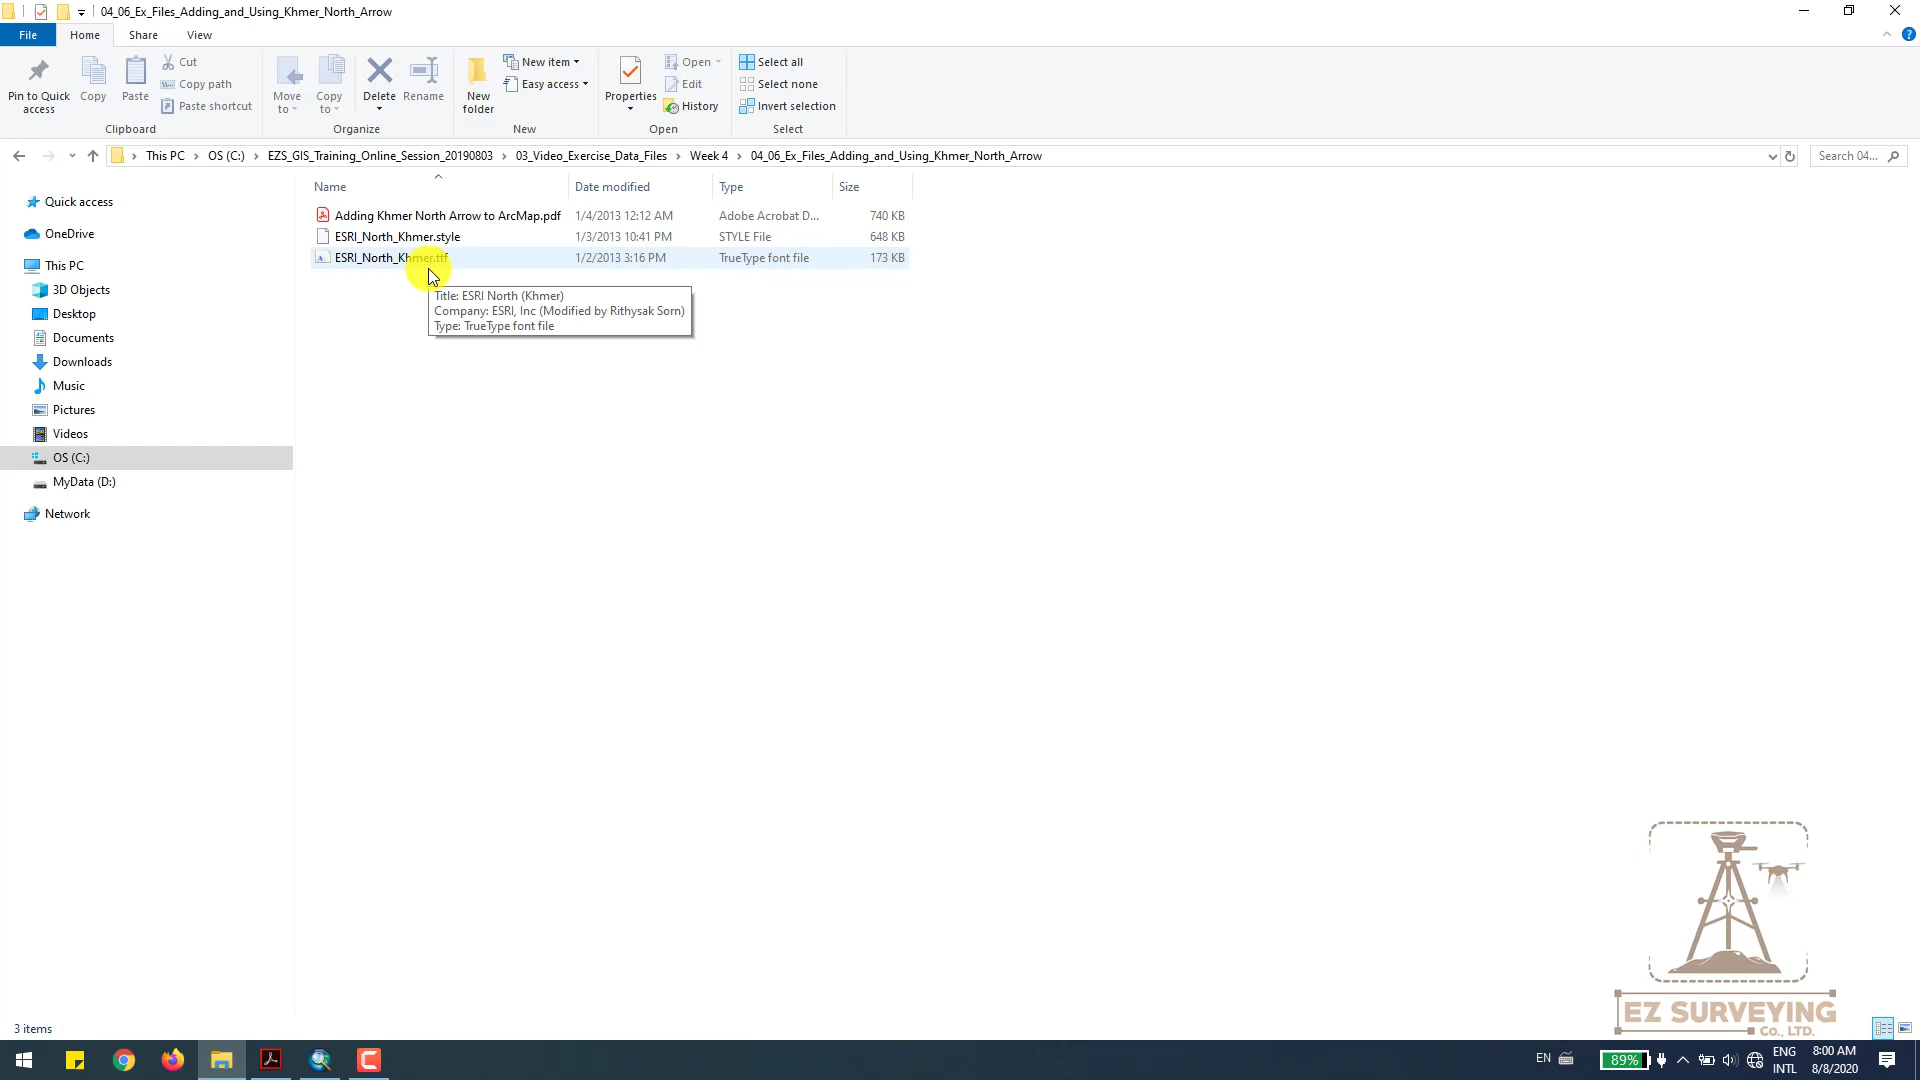 04_06_Ex_Files_Adding_and_Using_Khmer_North_Arrow
File Home Share View
Pin to Quick access
Copy
Paste
Cut
Copy path
Paste shortcut
Clipboard
Move to
Copy to
Delete
Rename
Organize
New folder
New item
Easy access
New
Properties
Open
Edit
History
Open
Select all
Select none
Invert selection
Select
This PC OS (C:) EZS_GIS_Training_Online_Session_20190803 03_Video_Exercise_Data_Files Week 4 04_06_Ex_Files_Adding_and_Using_Khmer_North_Arrow
Search 04...
Quick access
OneDrive
This PC
3D Objects
Desktop
Documents
Downloads
Music
Pictures
Videos
OS (C:)
MyData (D:)
Network
Name Date modified Type Size
Adding Khmer North Arrow to ArcMap.pdf 1/4/2013 12:12 AM Adobe Acrobat D... 740 KB
ESRI_North_Khmer.style 1/3/2013 10:41 PM STYLE File 648 KB
ESRI_North_Khmer.ttf 1/2/2013 3:16 PM TrueType font file 173 KB
Title: ESRI North (Khmer)
Company: ESRI, Inc (Modified by Rithysak Sorn)
Type: TrueType font file
EZ SURVEYING
Co., LTD.
3 items
EN
89%
ENG
INTL
8:00 AM
8/8/2020